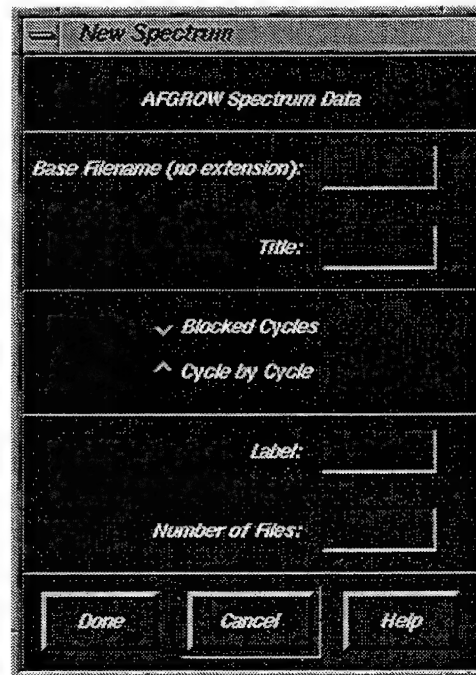 New Spectrum
AFGROW Spectrum Data
Base Filename (no extension):
Title:
Blocked Cycles
Cycle by Cycle
Label:
Number of Files:
Done
Cancel
Help